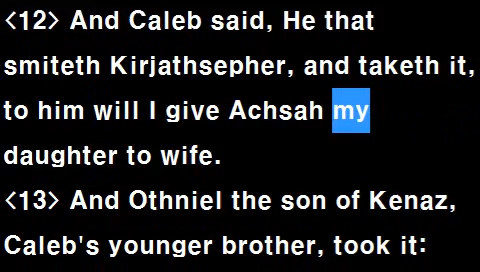 <12> And Caleb said, He that
smiteth Kirjathsepher, and taketh it,
to him will I give Achsah my
daughter to wife.
<13> And Othniel the son of Kenaz,
Caleb's younger brother, took it: